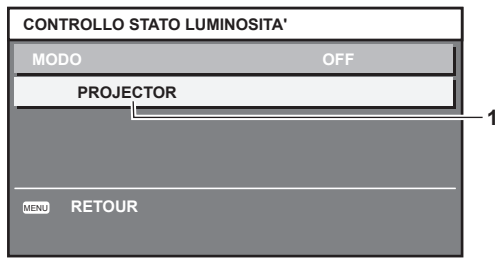 CONTROLLO STATO LUMINOSITA'
MODO OFF
PROJECTOR
1
MENU RETOUR